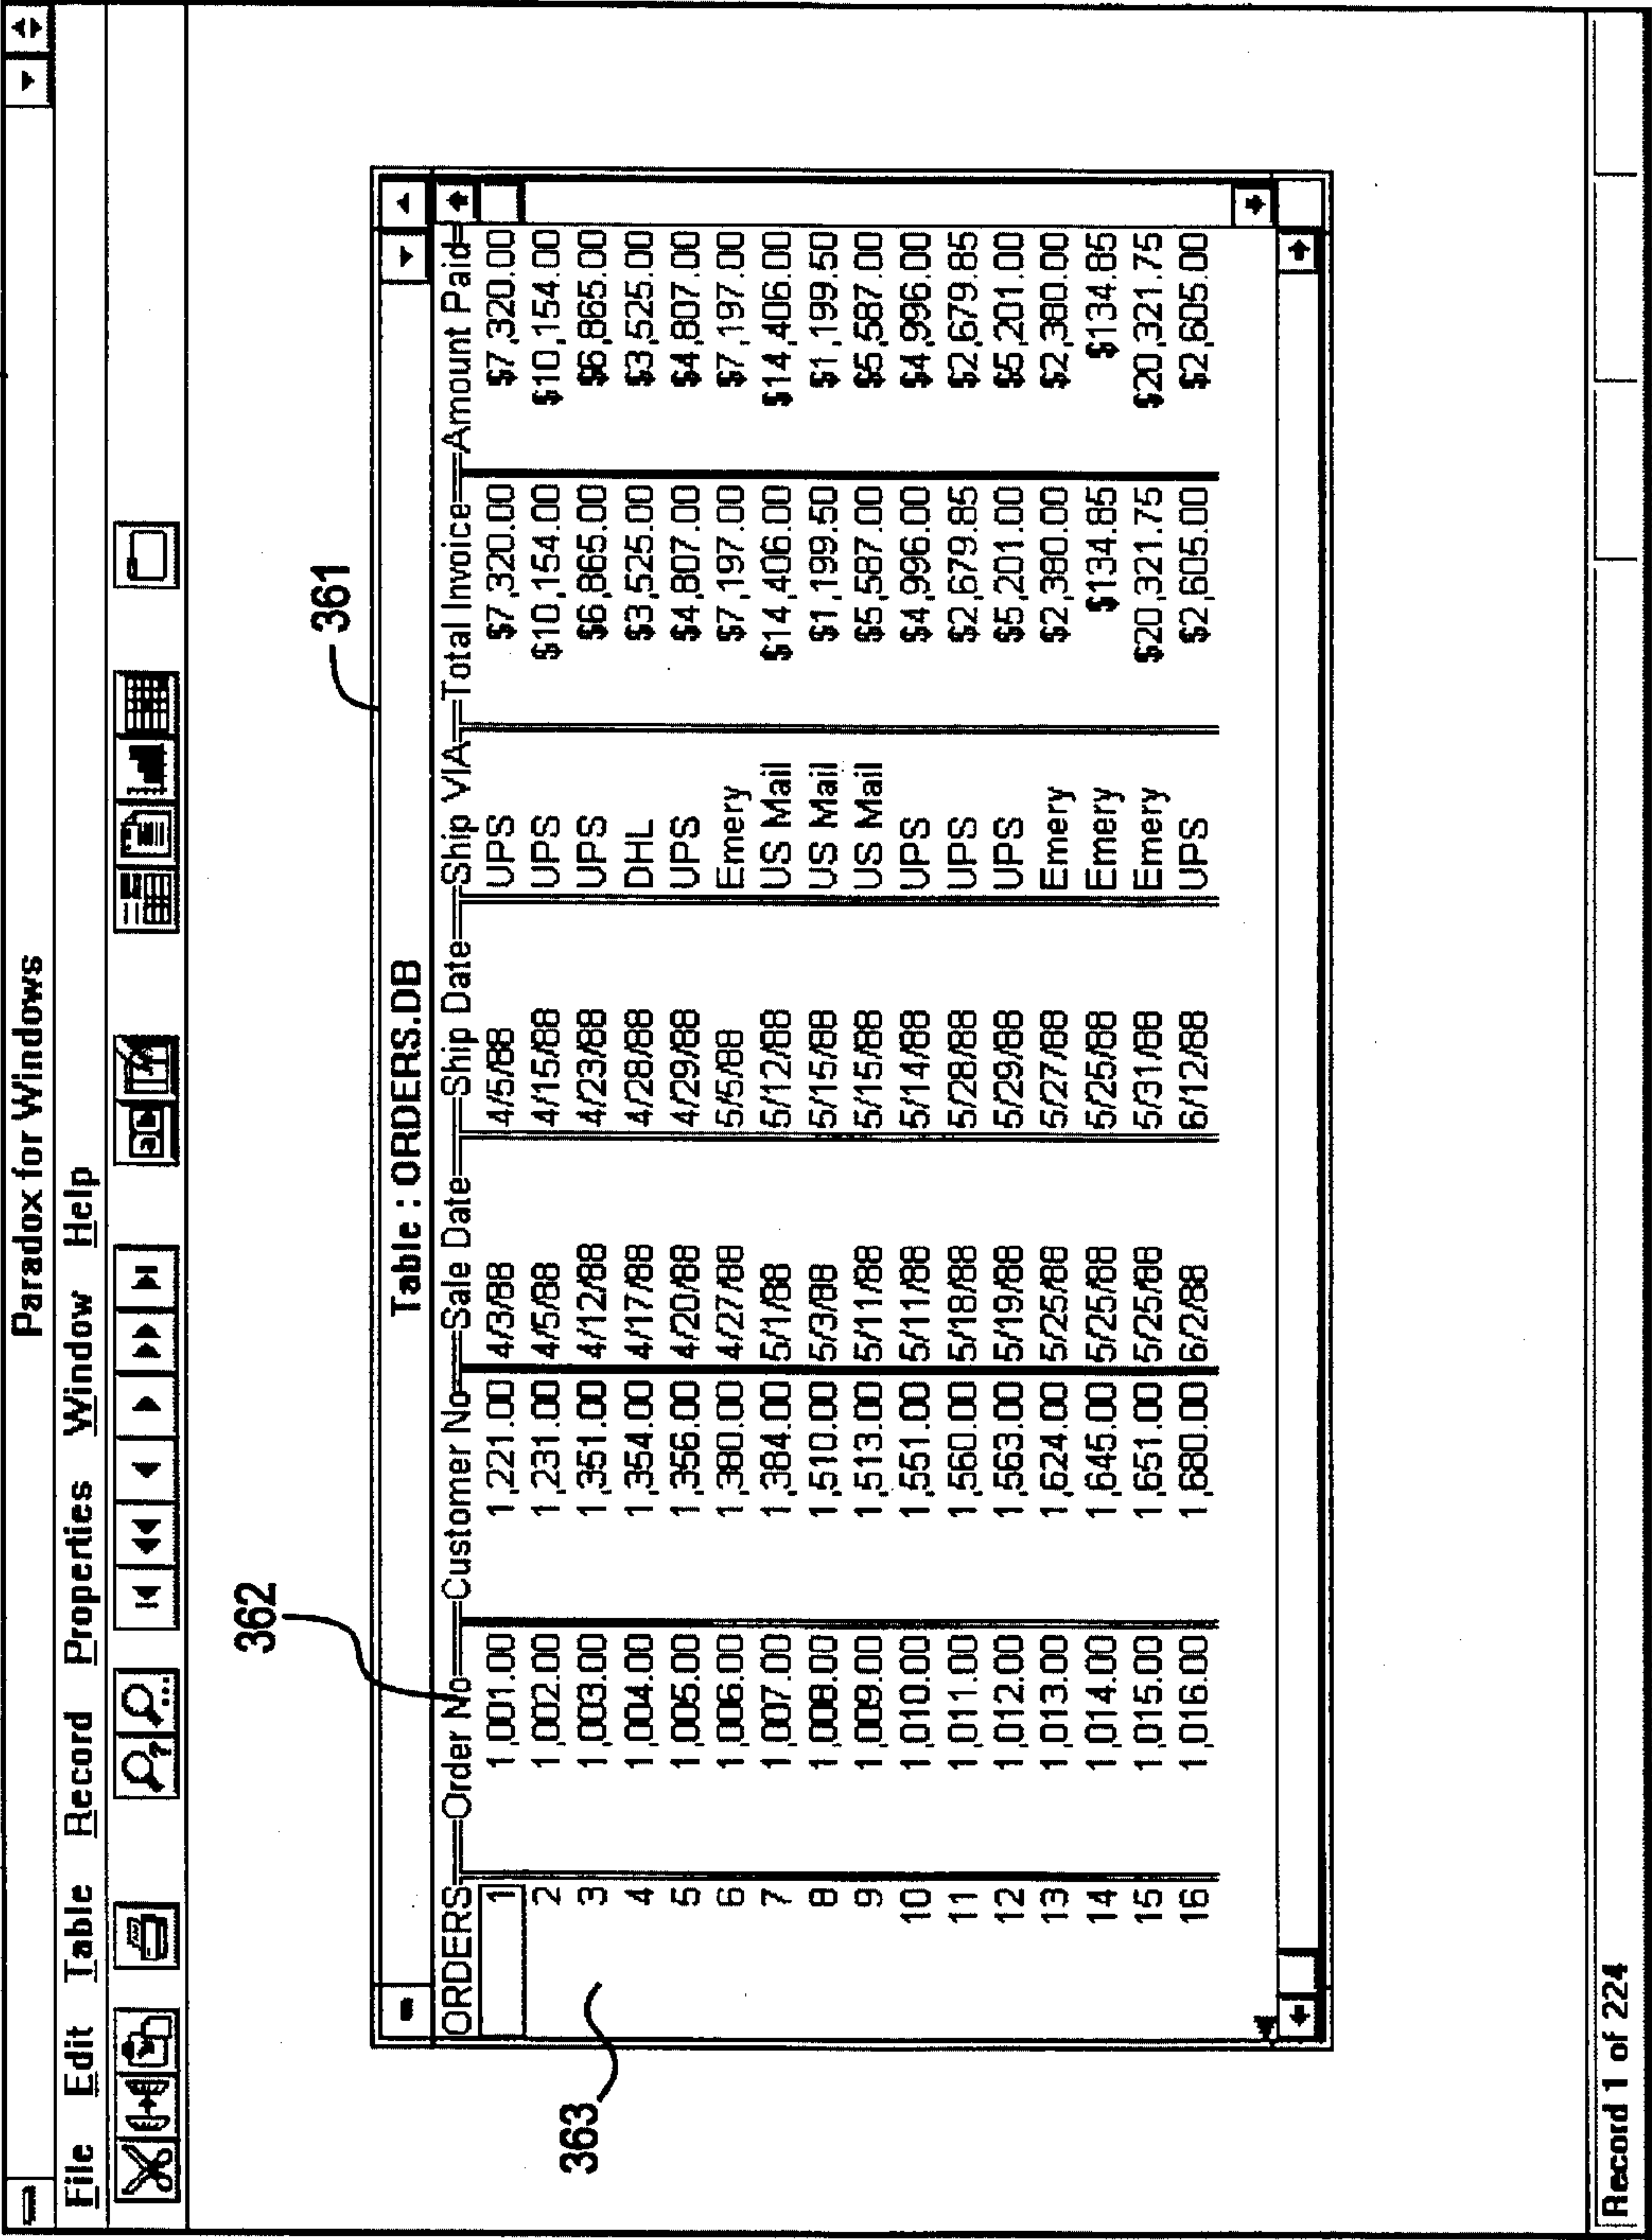 Paradox for Windows
File Edit Table Record Properties Window Help
361
362
363
Table : ORDERS.DB
ORDERS Order No Customer No Sale Date Ship Date Ship VIA Total Invoice Amount Paid
1 1,001.00 1,221.00 4/3/88 4/5/88 UPS $7,320.00 $7,320.00
2 1,002.00 1,231.00 4/5/88 4/15/88 UPS $10,154.00 $10,154.00
3 1,003.00 1,351.00 4/12/88 4/23/88 UPS $6,865.00 $6,865.00
4 1,004.00 1,354.00 4/17/88 4/28/88 DHL $3,525.00 $3,525.00
5 1,005.00 1,356.00 4/20/88 4/29/88 UPS $4,807.00 $4,807.00
6 1,006.00 1,380.00 4/27/88 5/5/88 Emery $7,197.00 $7,197.00
7 1,007.00 1,384.00 5/1/88 5/12/88 US Mail $14,406.00 $14,406.00
8 1,008.00 1,510.00 5/3/88 5/15/88 US Mail $1,199.50 $1,199.50
9 1,009.00 1,513.00 5/11/88 5/15/88 US Mail $5,587.00 $5,587.00
10 1,010.00 1,551.00 5/11/88 5/14/88 UPS $4,996.00 $4,996.00
11 1,011.00 1,560.00 5/18/88 5/28/88 UPS $2,679.85 $2,679.85
12 1,012.00 1,563.00 5/19/88 5/29/88 UPS $5,201.00 $5,201.00
13 1,013.00 1,624.00 5/25/88 5/27/88 Emery $2,380.00 $2,380.00
14 1,014.00 1,645.00 5/25/88 5/25/88 Emery $134.85 $134.85
15 1,015.00 1,651.00 5/25/88 5/31/88 Emery $20,321.75 $20,321.75
16 1,016.00 1,680.00 6/2/88 6/12/88 UPS $2,605.00 $2,605.00
Record 1 of 224